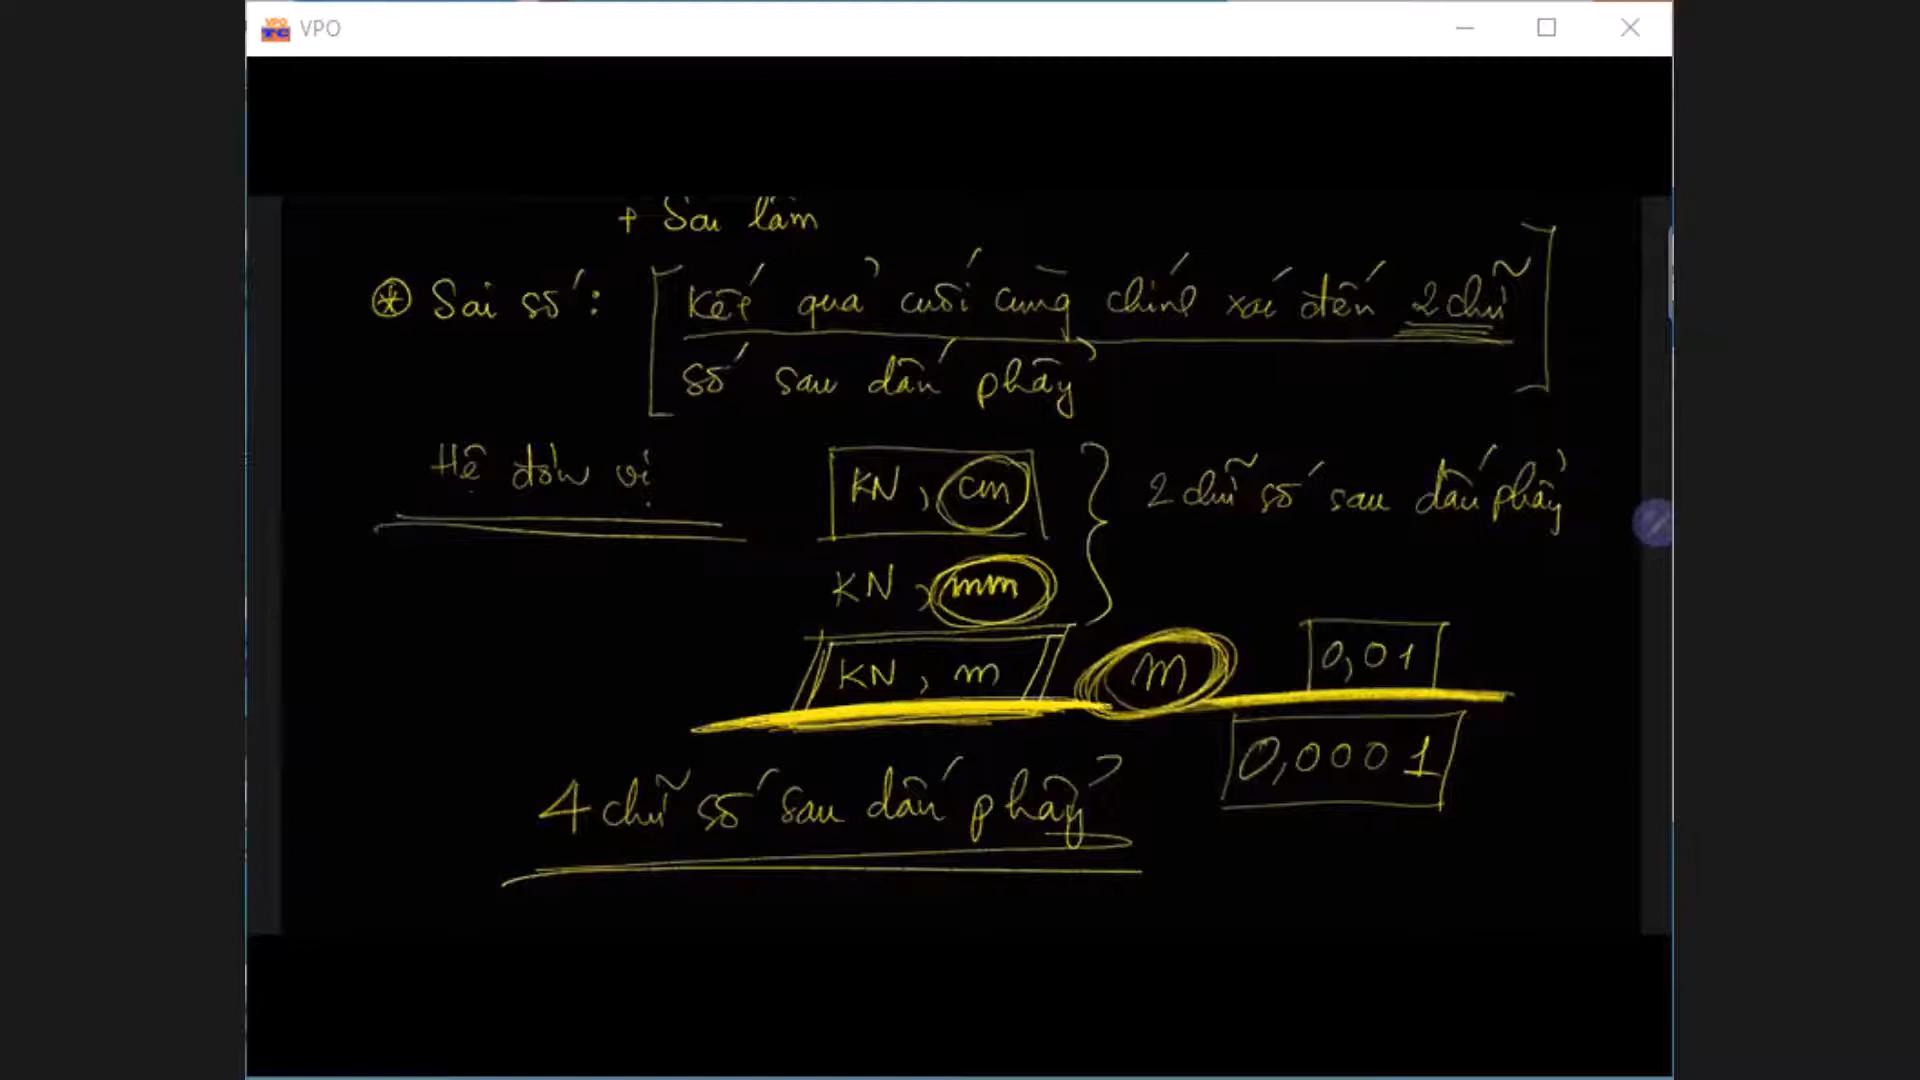 VPO
+ Sai lầm
* Sai số: [Kết quả cuối cùng chính xác đến 2 chữ
số sau dấu phẩy]
Hệ đơn vị
KN, cm
2 chữ số sau dấu phẩy
KN, mm
KN, m
m
0,01
0,0001
4 chữ số sau dấu phẩy